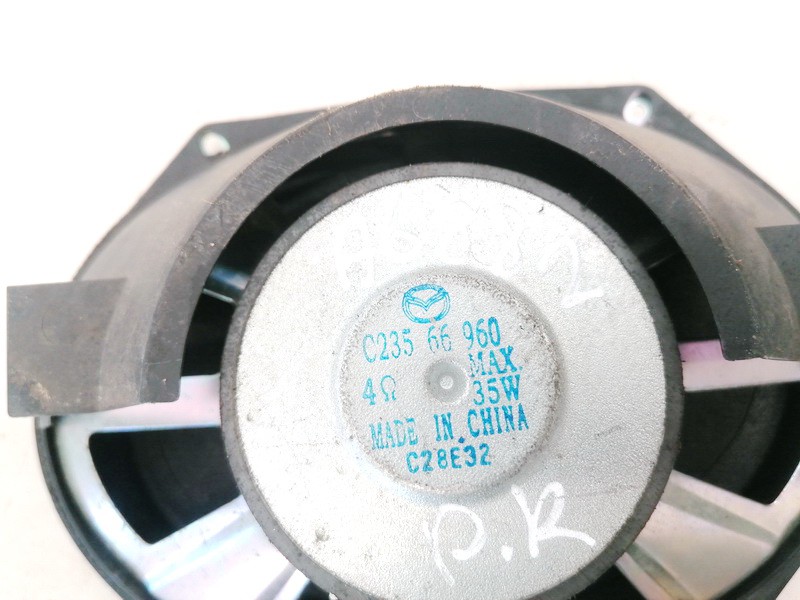 C235 66 960
4Ω MAX. 35W
MADE IN CHINA
C28E32
P.R